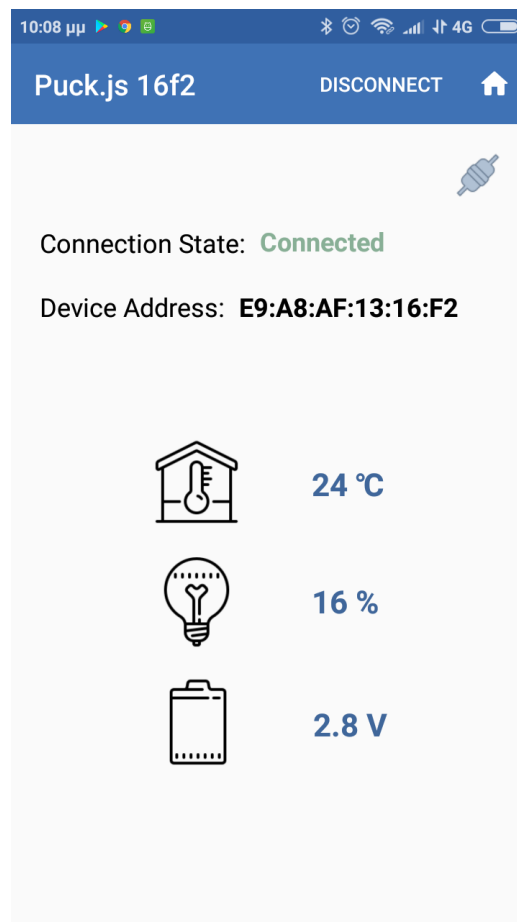 10:08 μμ 4G
Puck.js 16f2 DISCONNECT
Connection State: Connected
Device Address: E9:A8:AF:13:16:F2
24 °C
16 %
2.8 V